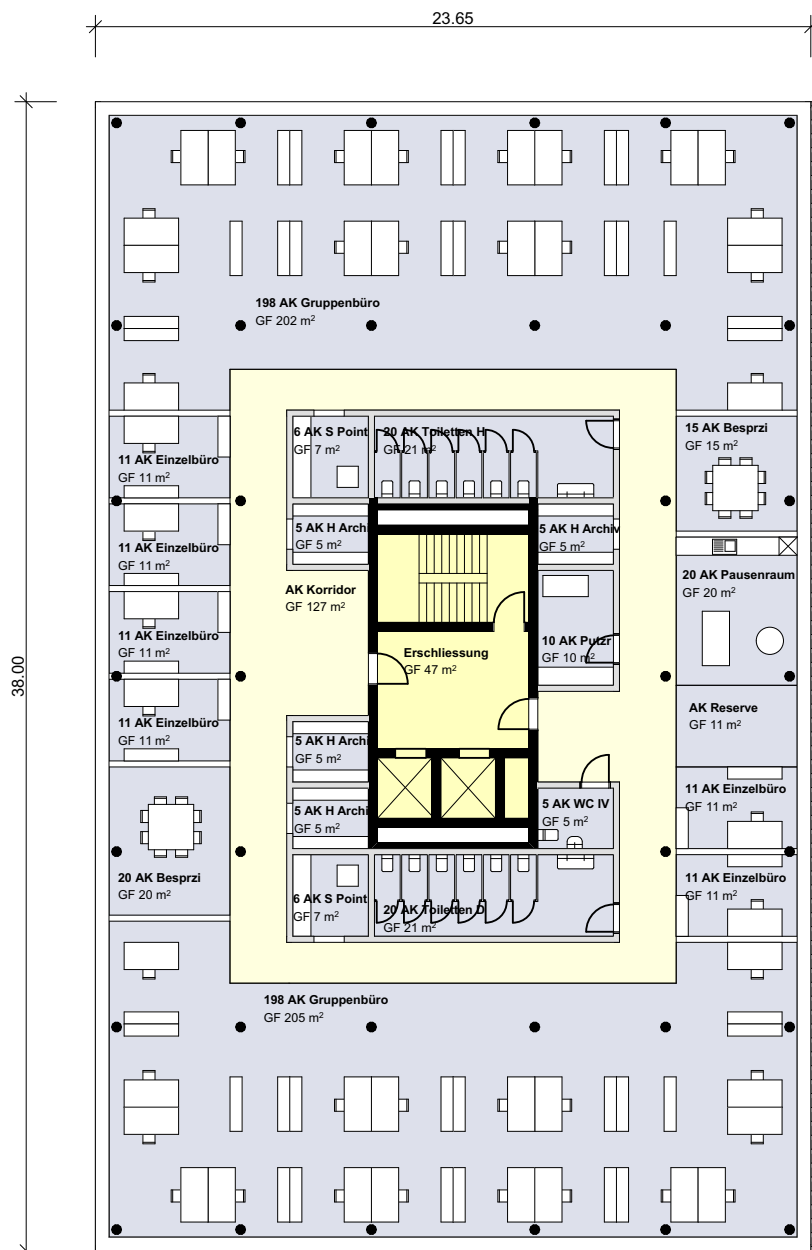 23.65
38.00
198 AK Gruppenbüro
GF 202 m²
6 AK S Point
GF 7 m²
20 AK Toiletten H
GF 21 m²
15 AK Besprzi
GF 15 m²
11 AK Einzelbüro
GF 11 m²
5 AK H Archi
GF 5 m²
5 AK H Archiv
GF 5 m²
11 AK Einzelbüro
GF 11 m²
20 AK Pausenraum
GF 20 m²
AK Korridor
GF 127 m²
11 AK Einzelbüro
GF 11 m²
Erschliessung
GF 47 m²
10 AK Putzr
GF 10 m²
11 AK Einzelbüro
GF 11 m²
AK Reserve
GF 11 m²
5 AK H Archi
GF 5 m²
11 AK Einzelbüro
GF 11 m²
5 AK H Archi
GF 5 m²
5 AK WC IV
GF 5 m²
20 AK Besprzi
GF 20 m²
11 AK Einzelbüro
GF 11 m²
6 AK S Point
GF 7 m²
20 AK Toiletten D
GF 21 m²
198 AK Gruppenbüro
GF 205 m²